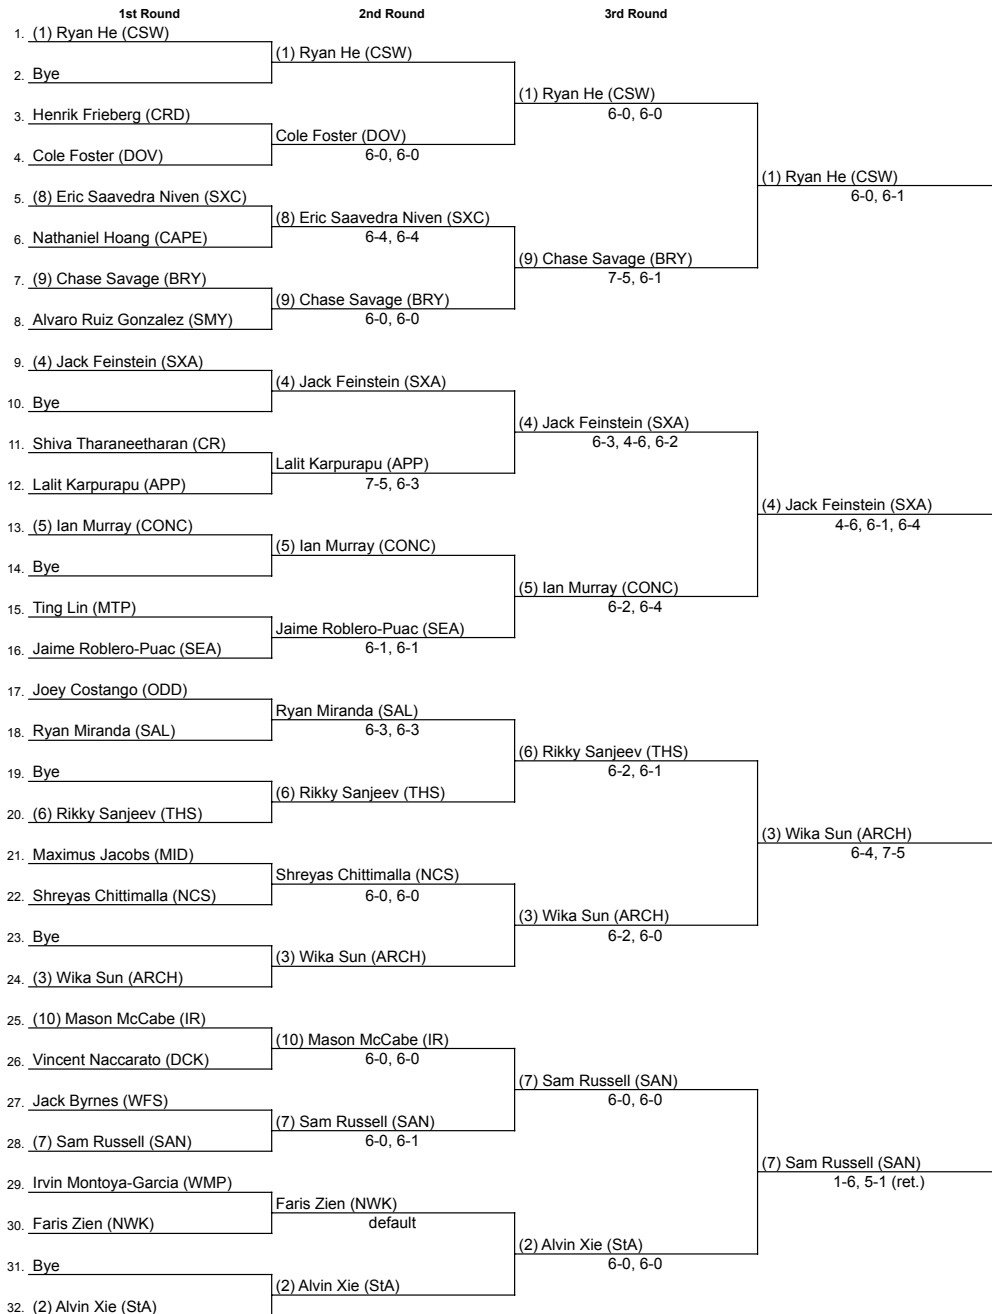 1st Round
2nd Round
3rd Round
1. (1) Ryan He (CSW)
2. Bye
3. Henrik Frieberg (CRD)
4. Cole Foster (DOV)
5. (8) Eric Saavedra Niven (SXC)
6. Nathaniel Hoang (CAPE)
7. (9) Chase Savage (BRY)
8. Alvaro Ruiz Gonzalez (SMY)
9. (4) Jack Feinstein (SXA)
10. Bye
11. Shiva Tharaneetharan (CR)
12. Lalit Karpurapu (APP)
13. (5) Ian Murray (CONC)
14. Bye
15. Ting Lin (MTP)
16. Jaime Roblero-Puac (SEA)
17. Joey Costango (ODD)
18. Ryan Miranda (SAL)
19. Bye
20. (6) Rikky Sanjeev (THS)
21. Maximus Jacobs (MID)
22. Shreyas Chittimalla (NCS)
23. Bye
24. (3) Wika Sun (ARCH)
25. (10) Mason McCabe (IR)
26. Vincent Naccarato (DCK)
27. Jack Byrnes (WFS)
28. (7) Sam Russell (SAN)
29. Irvin Montoya-Garcia (WMP)
30. Faris Zien (NWK)
31. Bye
32. (2) Alvin Xie (StA)
(1) Ryan He (CSW)
Cole Foster (DOV)
6-0, 6-0
(8) Eric Saavedra Niven (SXC)
6-4, 6-4
(9) Chase Savage (BRY)
6-0, 6-0
(4) Jack Feinstein (SXA)
Lalit Karpurapu (APP)
7-5, 6-3
(5) Ian Murray (CONC)
Jaime Roblero-Puac (SEA)
6-1, 6-1
Ryan Miranda (SAL)
6-3, 6-3
(6) Rikky Sanjeev (THS)
Shreyas Chittimalla (NCS)
6-0, 6-0
(3) Wika Sun (ARCH)
(10) Mason McCabe (IR)
6-0, 6-0
(7) Sam Russell (SAN)
6-0, 6-1
Faris Zien (NWK)
default
(2) Alvin Xie (StA)
(1) Ryan He (CSW)
6-0, 6-0
(9) Chase Savage (BRY)
7-5, 6-1
(4) Jack Feinstein (SXA)
6-3, 4-6, 6-2
(5) Ian Murray (CONC)
6-2, 6-4
(6) Rikky Sanjeev (THS)
6-2, 6-1
(3) Wika Sun (ARCH)
6-2, 6-0
(7) Sam Russell (SAN)
6-0, 6-0
(2) Alvin Xie (StA)
6-0, 6-0
(1) Ryan He (CSW)
6-0, 6-1
(4) Jack Feinstein (SXA)
4-6, 6-1, 6-4
(3) Wika Sun (ARCH)
6-4, 7-5
(7) Sam Russell (SAN)
1-6, 5-1 (ret.)